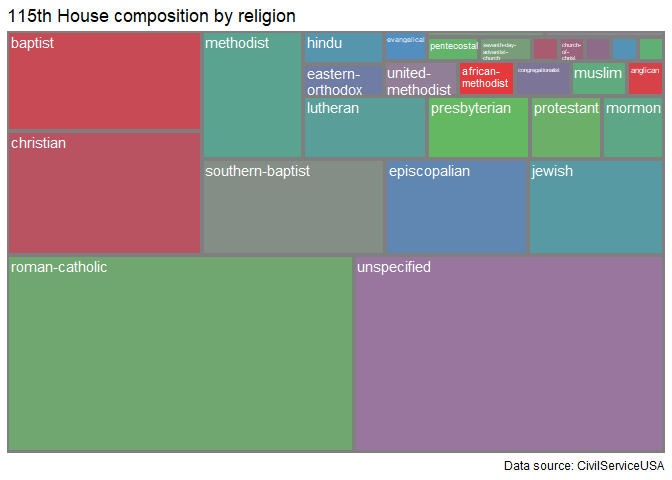 115th House composition by religion
baptist
methodist
hindu
evangelical
pentecostal
seventh-day-
adventist-
church
church-
of-
christ
eastern-
orthodox
united-
methodist
african-
methodist
congregationalist
muslim
anglican
lutheran
presbyterian
protestant
mormon
christian
southern-baptist
episcopalian
jewish
roman-catholic
unspecified
Data source: CivilServiceUSA